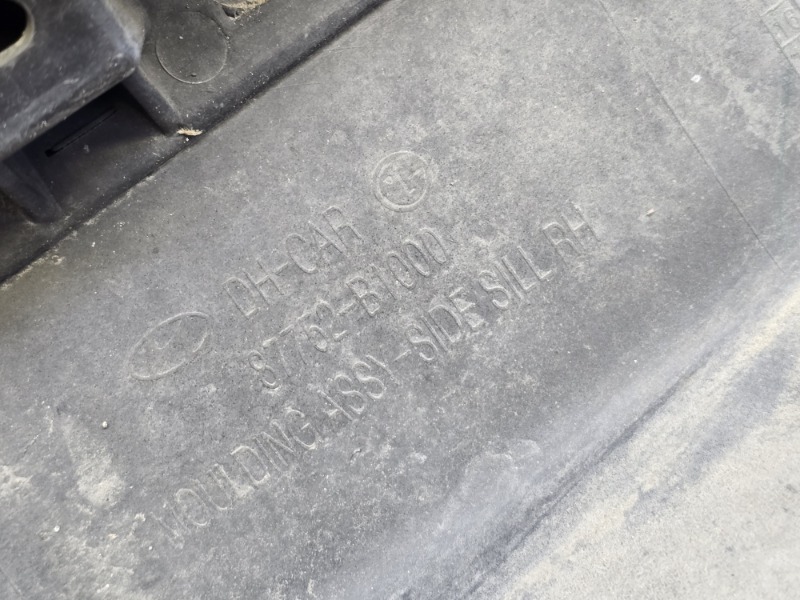 DH-CAR
87752-B1000
MOULDING ASSY-SIDE SILL RH